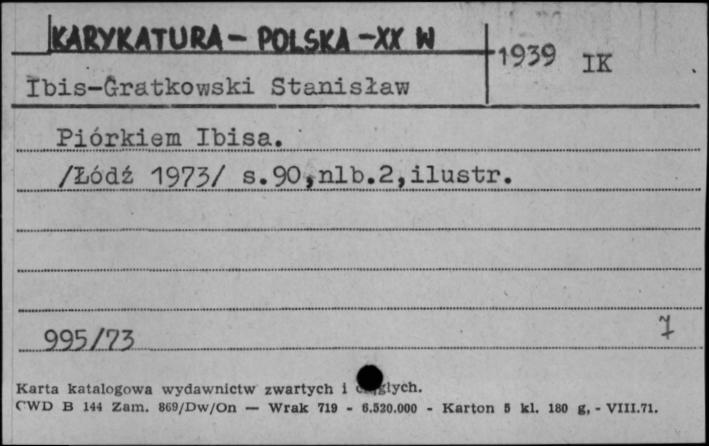 KARYKATURA - POLSKA - XX W
1939 IK
Ibis-Gratkowski Stanisław
Piórkiem Ibisa.
/Łódź 1973/ s.90,nlb.2,ilustr.
995/73 7
Karta katalogowa wydawnictw zwartych i
CWD B 144 Zam. 869/Dw/On — Wrak 719 - 6.520.000 - Karton 5 kl. 180 g, - VIII.71.